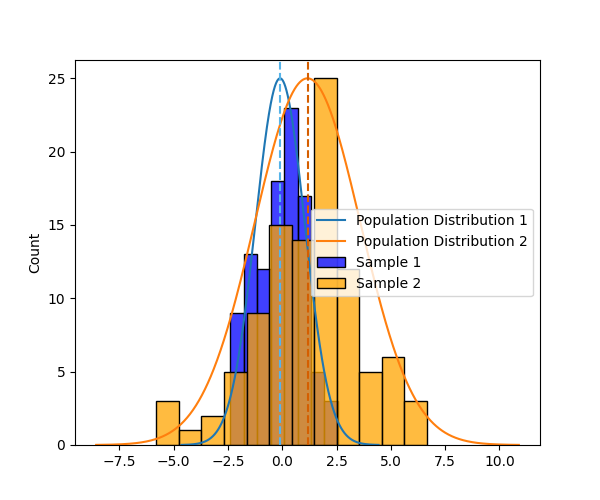 25
20
15
10
5
0
Count
Population Distribution 1
Population Distribution 2
Sample 1
Sample 2
−7.5 −5.0 −2.5 0.0 2.5 5.0 7.5 10.0